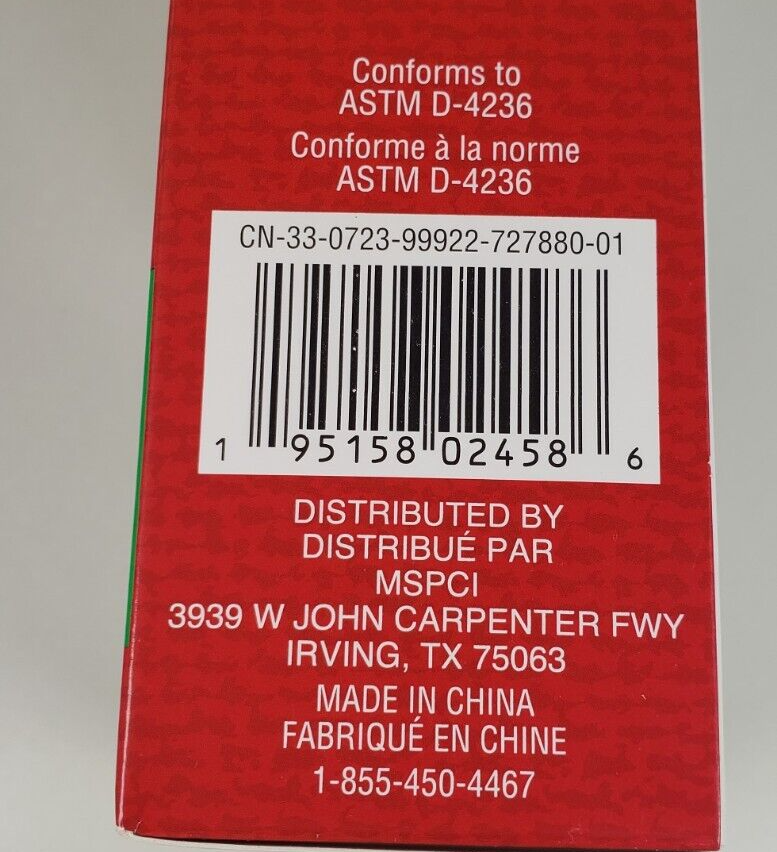 Conforms to
ASTM D-4236
Conforme à la norme
ASTM D-4236
CN-33-0723-99922-727880-01
1 95158 02458 6
DISTRIBUTED BY
DISTRIBUÉ PAR
MSPCI
3939 W JOHN CARPENTER FWY
IRVING, TX 75063
MADE IN CHINA
FABRIQUÉ EN CHINE
1-855-450-4467